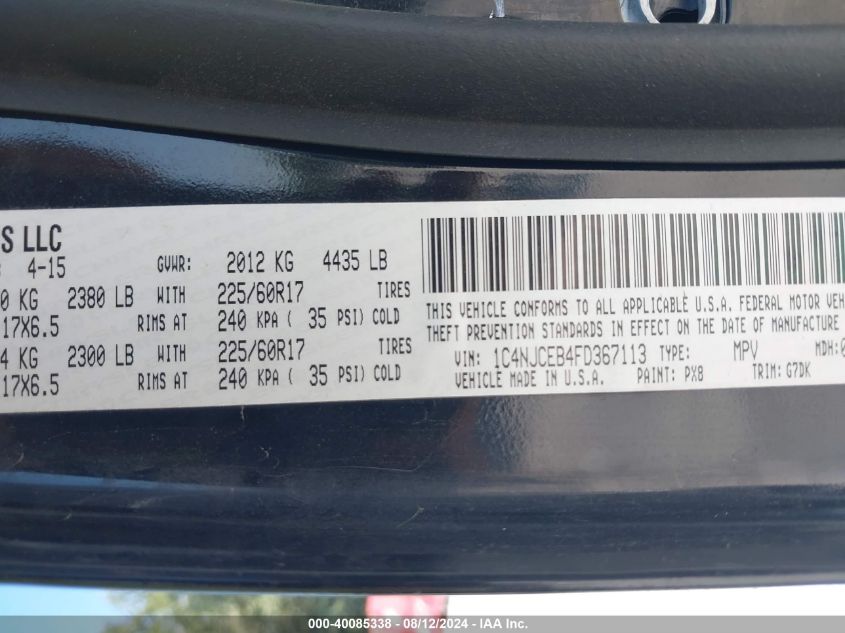 S LLC
4-15 GVWR: 2012 KG 4435 LB
0 KG 2380 LB WITH 225/60R17 TIRES
17X6.5 RIMS AT 240 KPA ( 35 PSI) COLD
4 KG 2300 LB WITH 225/60R17 TIRES
17X6.5 RIMS AT 240 KPA ( 35 PSI) COLD
THIS VEHICLE CONFORMS TO ALL APPLICABLE U.S.A. FEDERAL MOTOR VEH
THEFT PREVENTION STANDARDS IN EFFECT ON THE DATE OF MANUFACTURE
VIN: 1C4NJCEB4FD367113 TYPE: MPV MDH:0
VEHICLE MADE IN U.S.A. PAINT: PX8 TRIM: G7DK
000--40085338 - 08/12/2024 - IAA Inc.